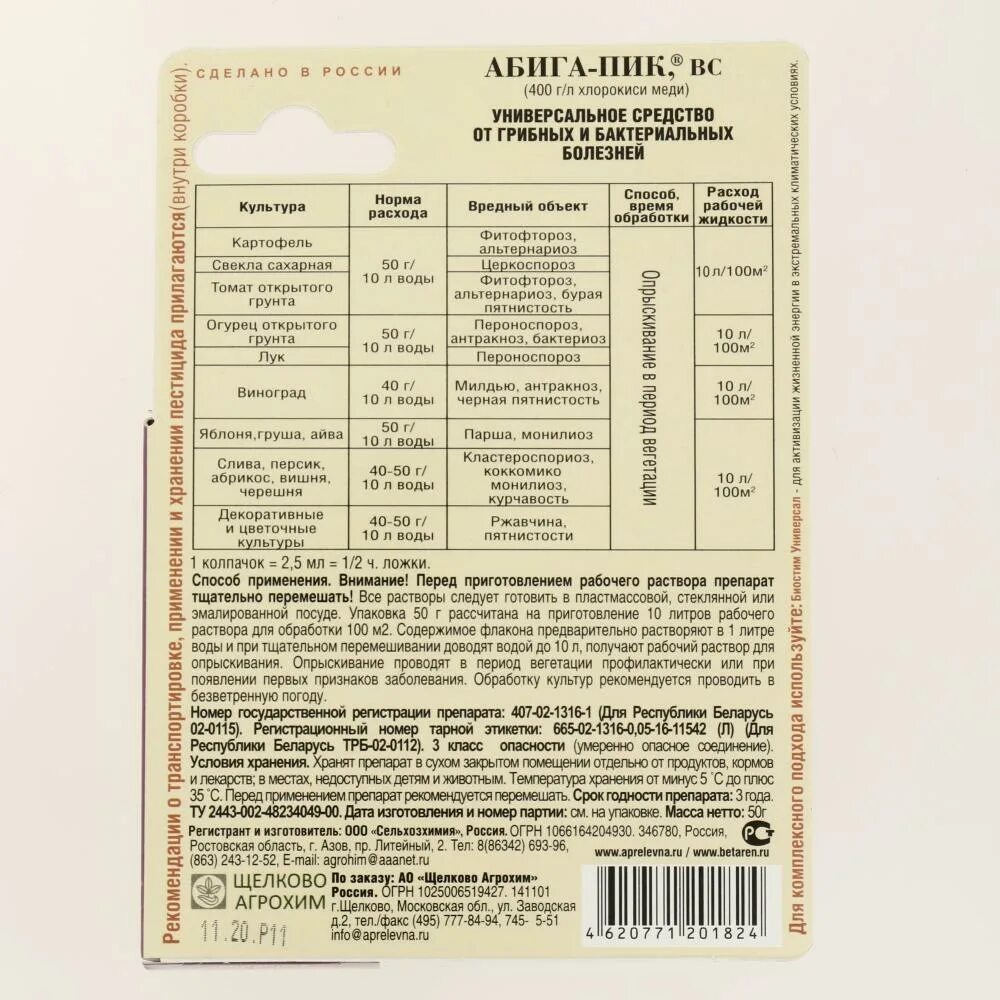 СДЕЛАНО В РОССИИ
АБИГА-ПИК,® ВС
(400 г/л хлорокиси меди)
УНИВЕРСАЛЬНОЕ СРЕДСТВО
ОТ ГРИБНЫХ И БАКТЕРИАЛЬНЫХ
БОЛЕЗНЕЙ
Культура
Норма
расхода
Вредный объект
Способ,
время
обработки
Расход
рабочей
жидкости
Картофель
50 г/
10 л воды
Фитофтороз,
альтернариоз
Опрыскивание в период вегетации
10 л/100м²
Свекла сахарная
Церкоспороз
Томат открытого
грунта
Фитофтороз,
альтернариоз, бурая
пятнистость
Огурец открытого
грунта
50 г/
10 л воды
Пероноспороз,
антракноз, бактериоз
10 л/
100м²
Лук
Пероноспороз
Виноград
40 г/
10 л воды
Милдью, антракноз,
черная пятнистость
10 л/
100м²
Яблоня,груша, айва
50 г/
10 л воды
Парша, монилиоз
10 л/
100м²
Слива, персик,
абрикос, вишня,
черешня
40-50 г/
10 л воды
Кластероспориоз,
коккомико
монилиоз,
курчавость
Декоративные
и цветочные
культуры
40-50 г/
10 л воды
Ржавчина,
пятнистости
1 колпачок = 2,5 мл = 1/2 ч. ложки.
Способ применения. Внимание! Перед приготовлением рабочего раствора препарат
тщательно перемешать! Все растворы следует готовить в пластмассовой, стеклянной или
эмалированной посуде. Упаковка 50 г рассчитана на приготовление 10 литров рабочего
раствора для обработки 100 м2. Содержимое флакона предварительно растворяют в 1 литре
воды и при тщательном перемешивании доводят водой до 10 л, получают рабочий раствор для
опрыскивания. Опрыскивание проводят в период вегетации профилактически или при
появлении первых признаков заболевания. Обработку культур рекомендуется проводить в
безветренную погоду.
Номер государственной регистрации препарата: 407-02-1316-1 (Для Республики Беларусь
02-0115). Регистрационный номер тарной этикетки: 665-02-1316-0,05-16-11542 (Л) (Для
Республики Беларусь ТРБ-02-0112). 3 класс опасности (умеренно опасное соединение).
Условия хранения. Хранят препарат в сухом закрытом помещении отдельно от продуктов, кормов
и лекарств; в местах, недоступных детям и животным. Температура хранения от минус 5 °С до плюс
35 °С. Перед применением препарат рекомендуется перемешать. Срок годности препарата: 3 года.
ТУ 2443-002-48234049-00. Дата изготовления и номер партии: см. на упаковке. Масса нетто: 50г
Регистрант и изготовитель: ООО «Сельхозхимия», Россия. ОГРН 1066164204930. 346780, Россия,
Ростовская область, г. Азов, пр. Литейный, 2. Тел: 8(86342) 693-96,
(863) 243-12-52, E-mail: agrohim@aaanet.ru
РСТ
www.aprelevna.ru / www.betaren.ru
ЩЕЛКОВО
АГРОХИМ
По заказу: АО «Щелково Агрохим»
Россия. ОГРН 1025006519427. 141101
г.Щелково, Московская обл., ул. Заводская
д.2, тел./факс (495) 777-84-94, 745- 5-51
info@aprelevna.ru
11.20.Р11
4 620771 201824
Рекомендации о транспортировке, применении и хранении пестицида прилагаются(внутри коробки).
Для комплексного подхода используйте: Биостим Универсал - для активизации жизненной энергии в экстремальных климатических условиях.